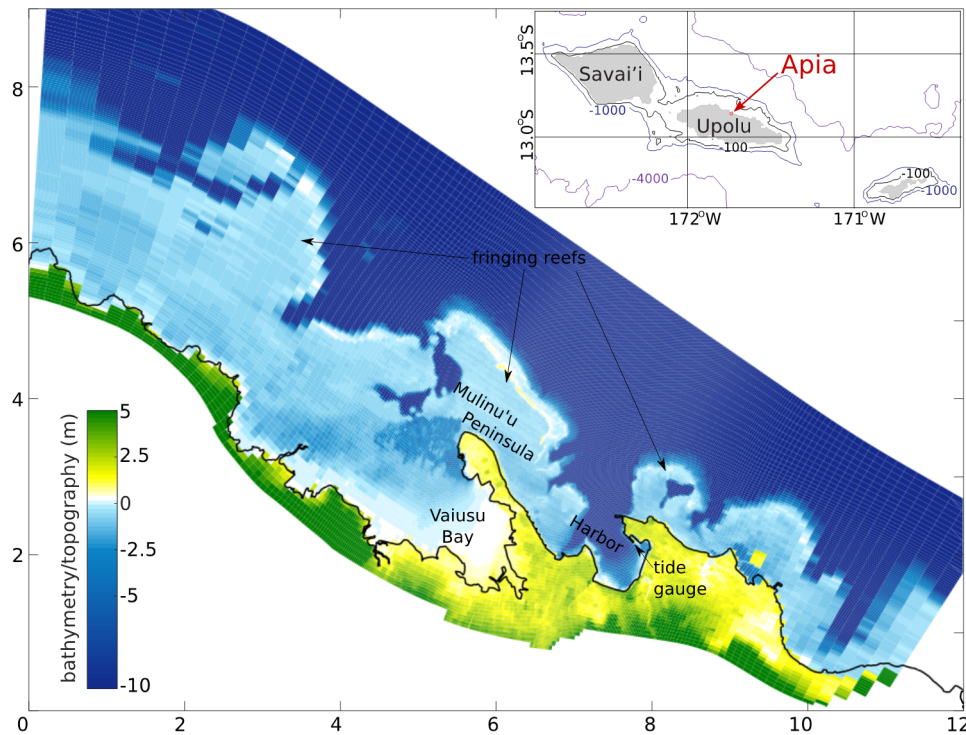 8
6
4
2
0
0
2
4
6
8
10
12
bathymetry/topography (m)
5
2.5
0
-2.5
-5
-10
fringing reefs
Mulinu'u
Peninsula
Vaiusu
Bay
Harbor
tide
gauge
13.5°S
13.0°S
172°W
171°W
Savai'i
Upolu
Apia
-1000
-100
-4000
-100
-1000